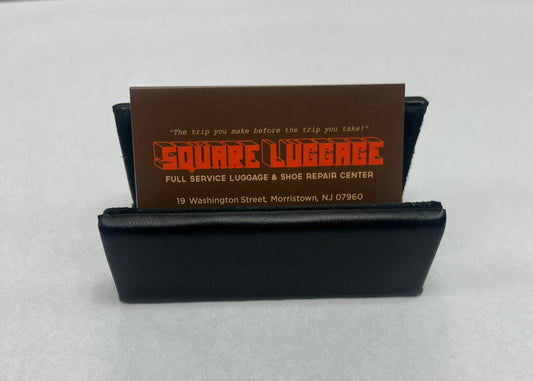 "The trip you make before the trip you take!"
SQUARE LUGGAGE
FULL SERVICE LUGGAGE & SHOE REPAIR CENTER
19 Washington Street, Morristown, NJ 07960